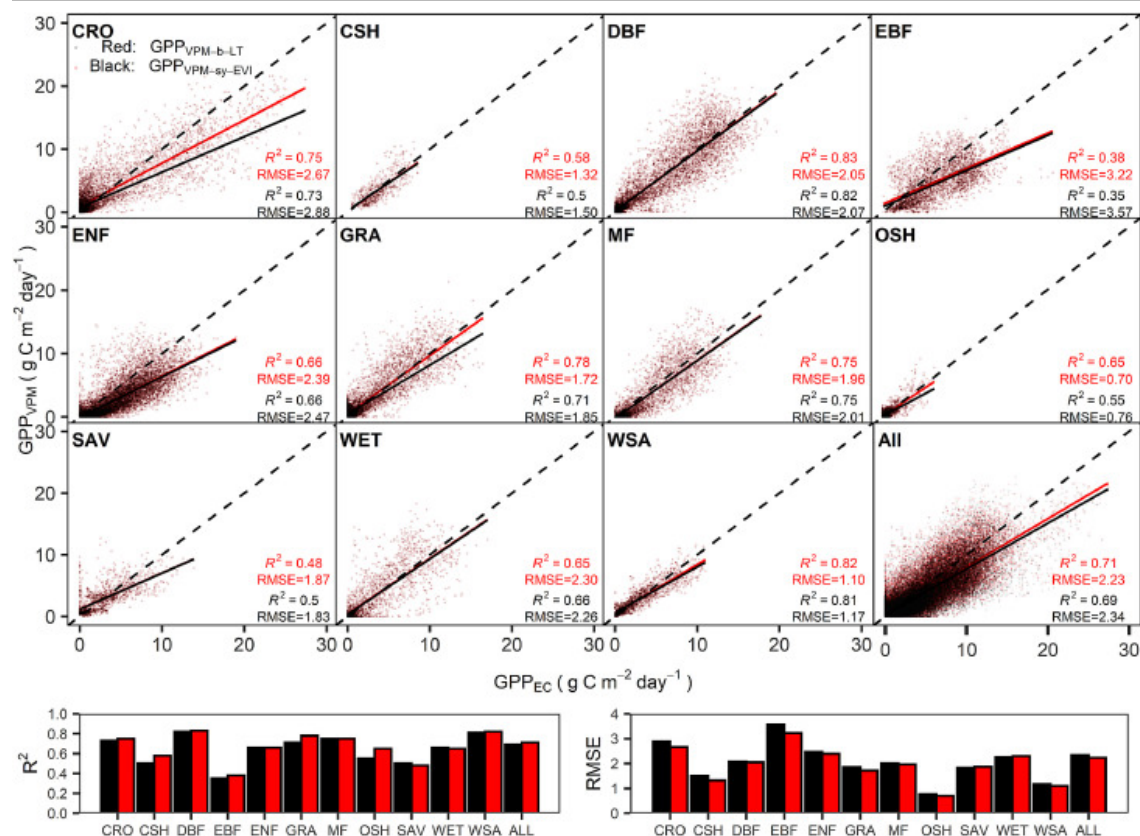 CRO
Red: GPP VPM–b–LT
Black: GPP VPM–sy–EVI
R² = 0.75
RMSE=2.67
R² = 0.73
RMSE=2.88
CSH
R² = 0.58
RMSE=1.32
R² = 0.5
RMSE=1.50
DBF
R² = 0.83
RMSE=2.05
R² = 0.82
RMSE=2.07
EBF
R² = 0.38
RMSE=3.22
R² = 0.35
RMSE=3.57
30
20
10
0
ENF
R² = 0.66
RMSE=2.39
R² = 0.66
RMSE=2.47
GRA
R² = 0.78
RMSE=1.72
R² = 0.71
RMSE=1.85
MF
R² = 0.75
RMSE=1.96
R² = 0.75
RMSE=2.01
OSH
R² = 0.65
RMSE=0.70
R² = 0.55
RMSE=0.76
30
20
10
0
SAV
R² = 0.48
RMSE=1.87
R² = 0.5
RMSE=1.83
WET
R² = 0.65
RMSE=2.30
R² = 0.66
RMSE=2.26
WSA
R² = 0.82
RMSE=1.10
R² = 0.81
RMSE=1.17
All
R² = 0.71
RMSE=2.23
R² = 0.69
RMSE=2.34
30
20
10
0
GPP VPM ( g C m⁻² day⁻¹ )
0 10 20 30 0 10 20 30 0 10 20 30 0 10 20 30
GPP EC ( g C m⁻² day⁻¹ )
R²
1.0
0.8
0.6
0.4
0.2
0.0
CRO CSH DBF EBF ENF GRA MF OSH SAV WET WSA ALL
RMSE
4
3
2
1
0
CRO CSH DBF EBF ENF GRA MF OSH SAV WET WSA ALL